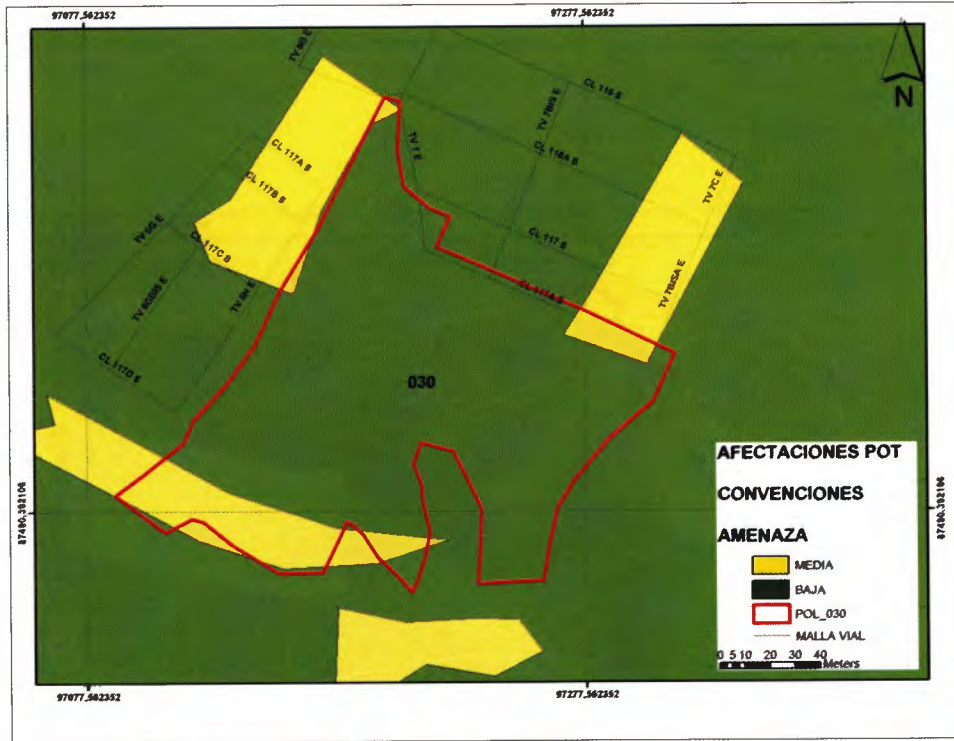 97077,562352
97277,562352
TV 6G E
CL 116 B
TV 7BIS E
N
TV 7 E
CL 116A B
CL 117A B
CL 117B B
TV 7C E
TV 6G E
CL 117C B
CL 117 B
TV 6GBIS E
TV 6H E
CL 117A B
TV 7BISA E
CL 117D B
030
AFECTACIONES POT
CONVENCIONES
AMENAZA
MEDIA
BAJA
POL_030
MALLA VIAL
0 5 10 20 30 40
Meters
97077,562352
97277,562352